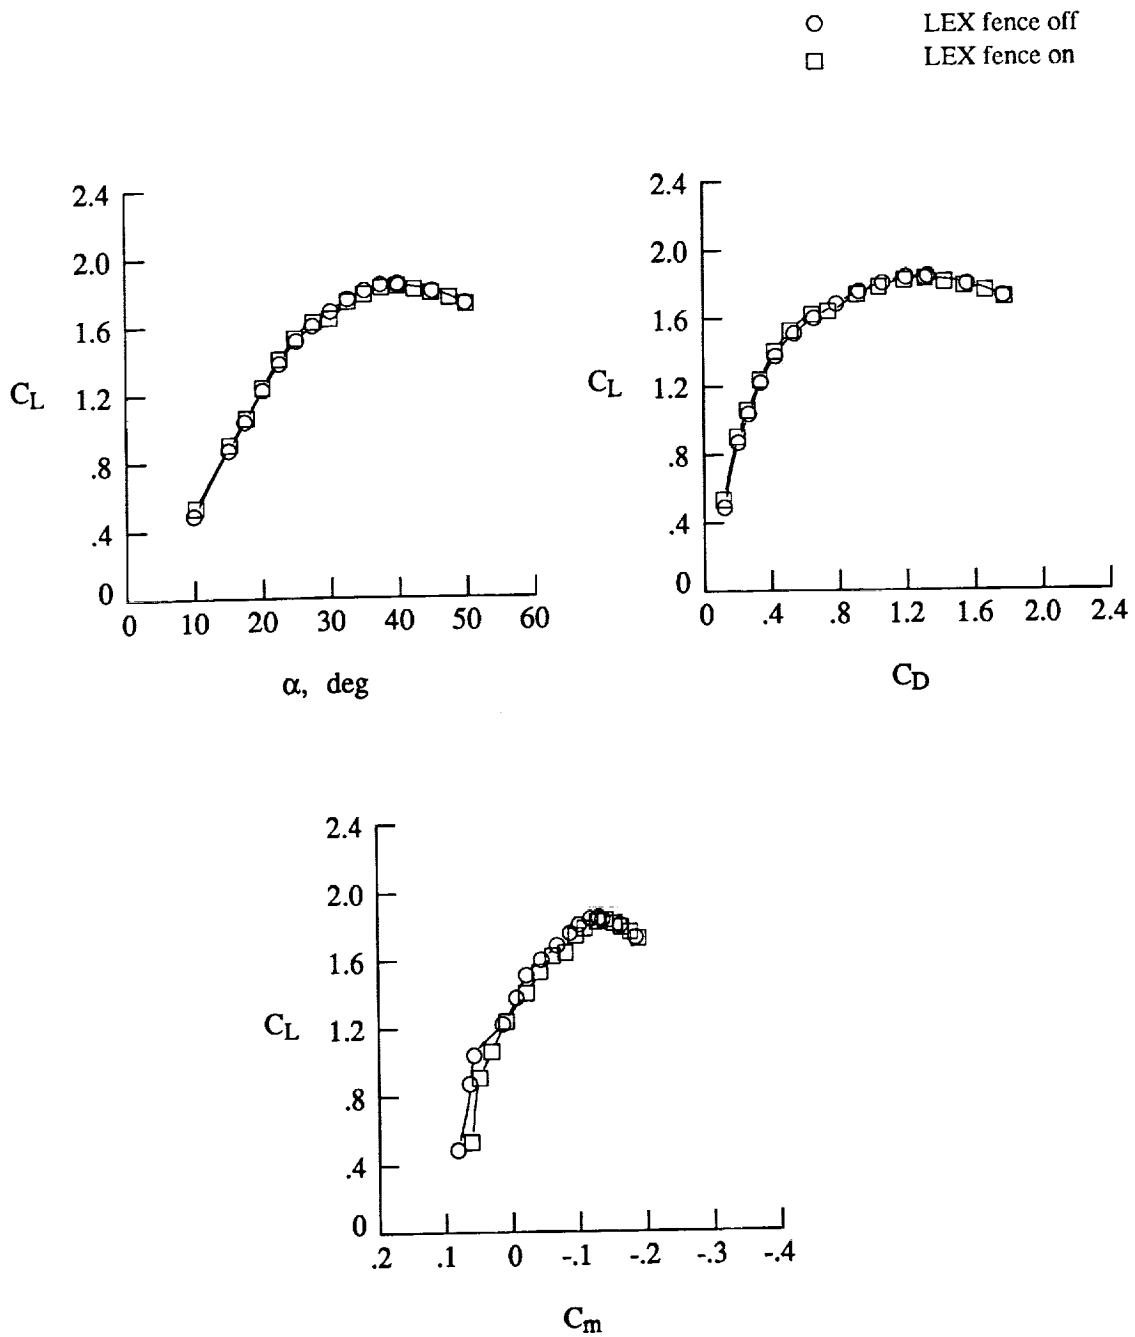 LEX fence off
LEX fence on
2.4
2.0
1.6
C_L 1.2
.8
.4
0
0 10 20 30 40 50 60
α, deg
2.4
2.0
1.6
C_L 1.2
.8
.4
0
0 .4 .8 1.2 1.6 2.0 2.4
C_D
2.4
2.0
1.6
C_L 1.2
.8
.4
0
.2 .1 0 -.1 -.2 -.3 -.4
C_m